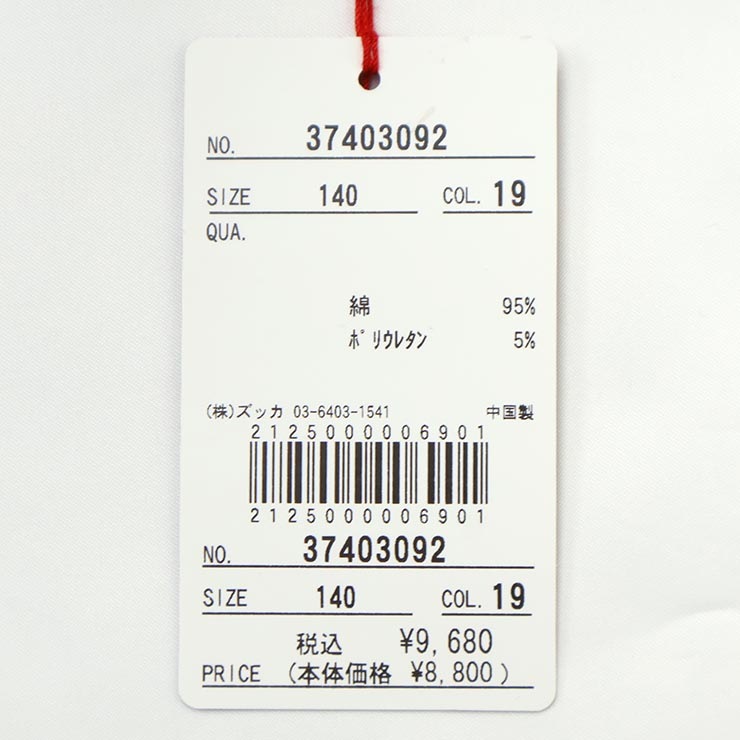 NO. 37403092
SIZE 140 COL. 19
QUA.
綿 95%
ポリウレタン 5%
(株)ズッカ 03-6403-1541 中国製
2125000006901
2125000006901
NO. 37403092
SIZE 140 COL. 19
税込 ¥9,680
PRICE (本体価格 ¥8,800)